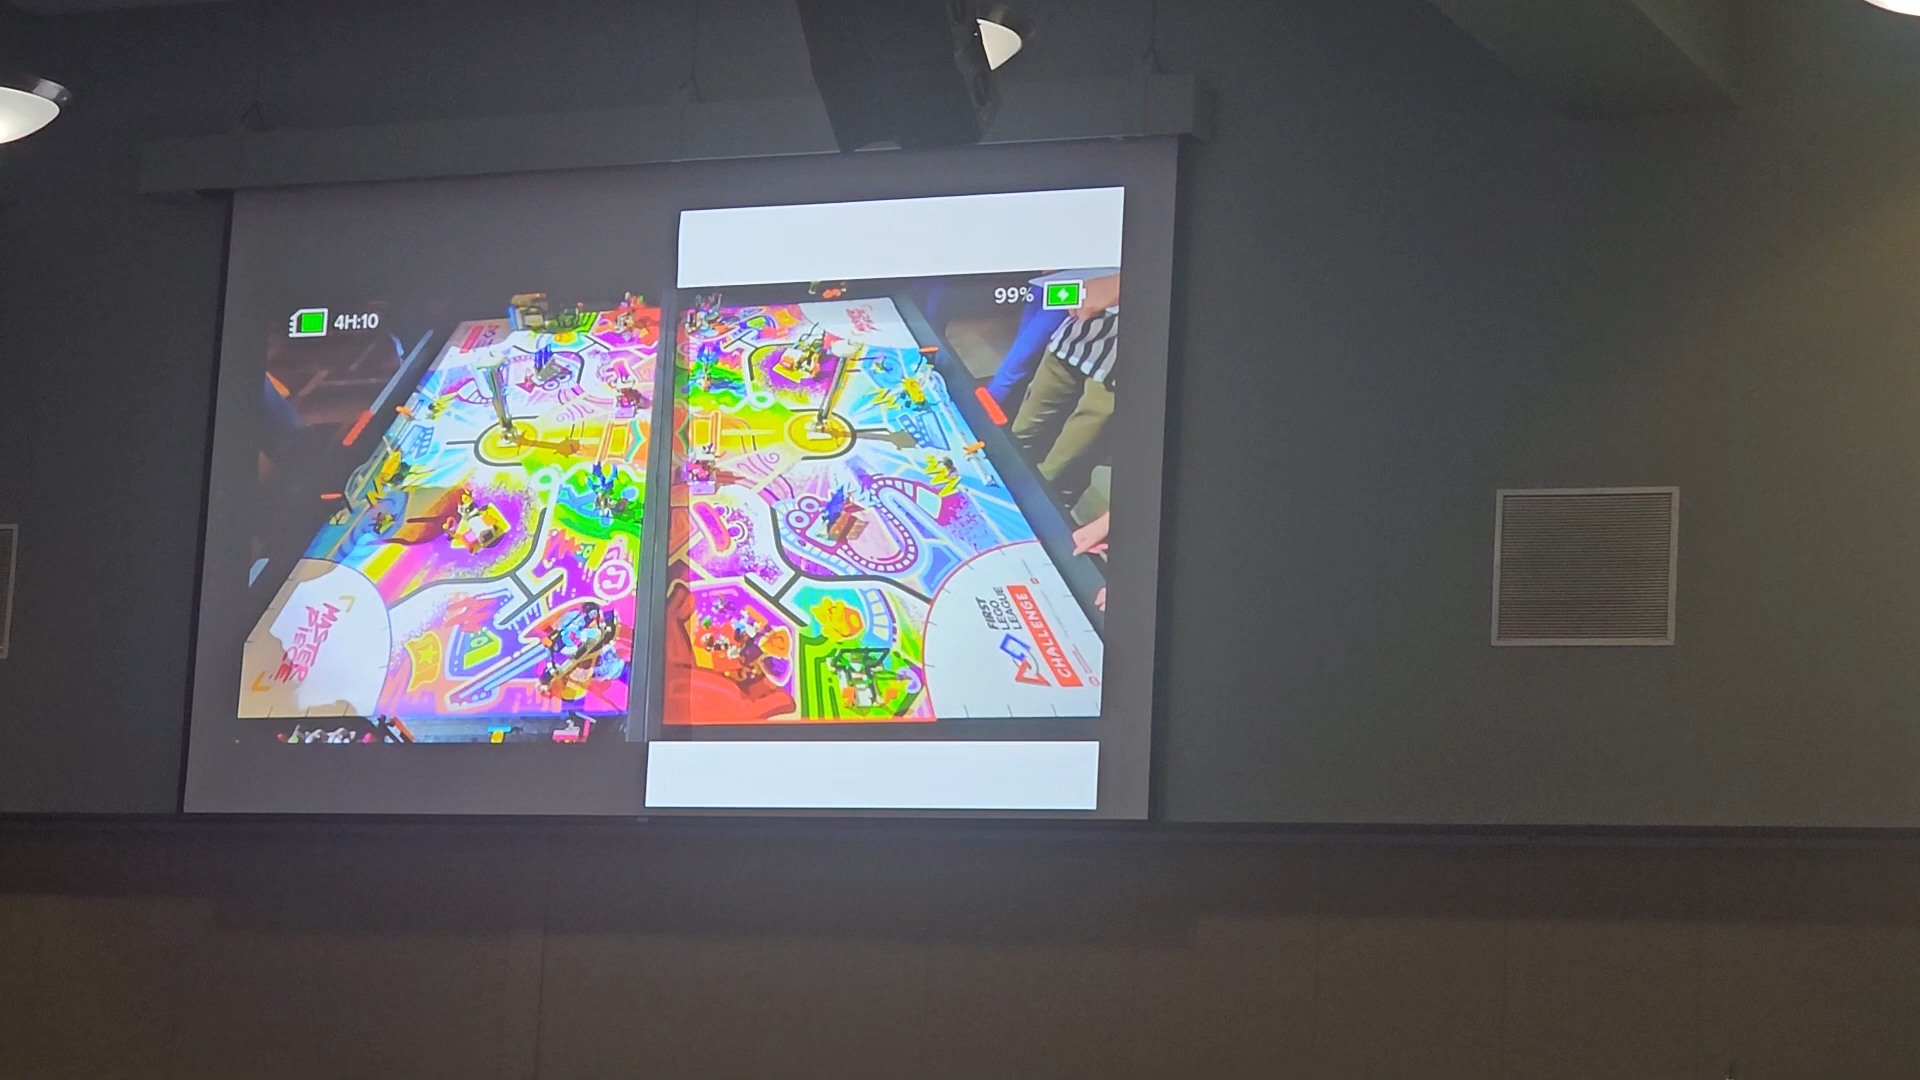 4H:10
99%
MASTER
PIECE
FIRST
LEGO
LEAGUE
CHALLENGE